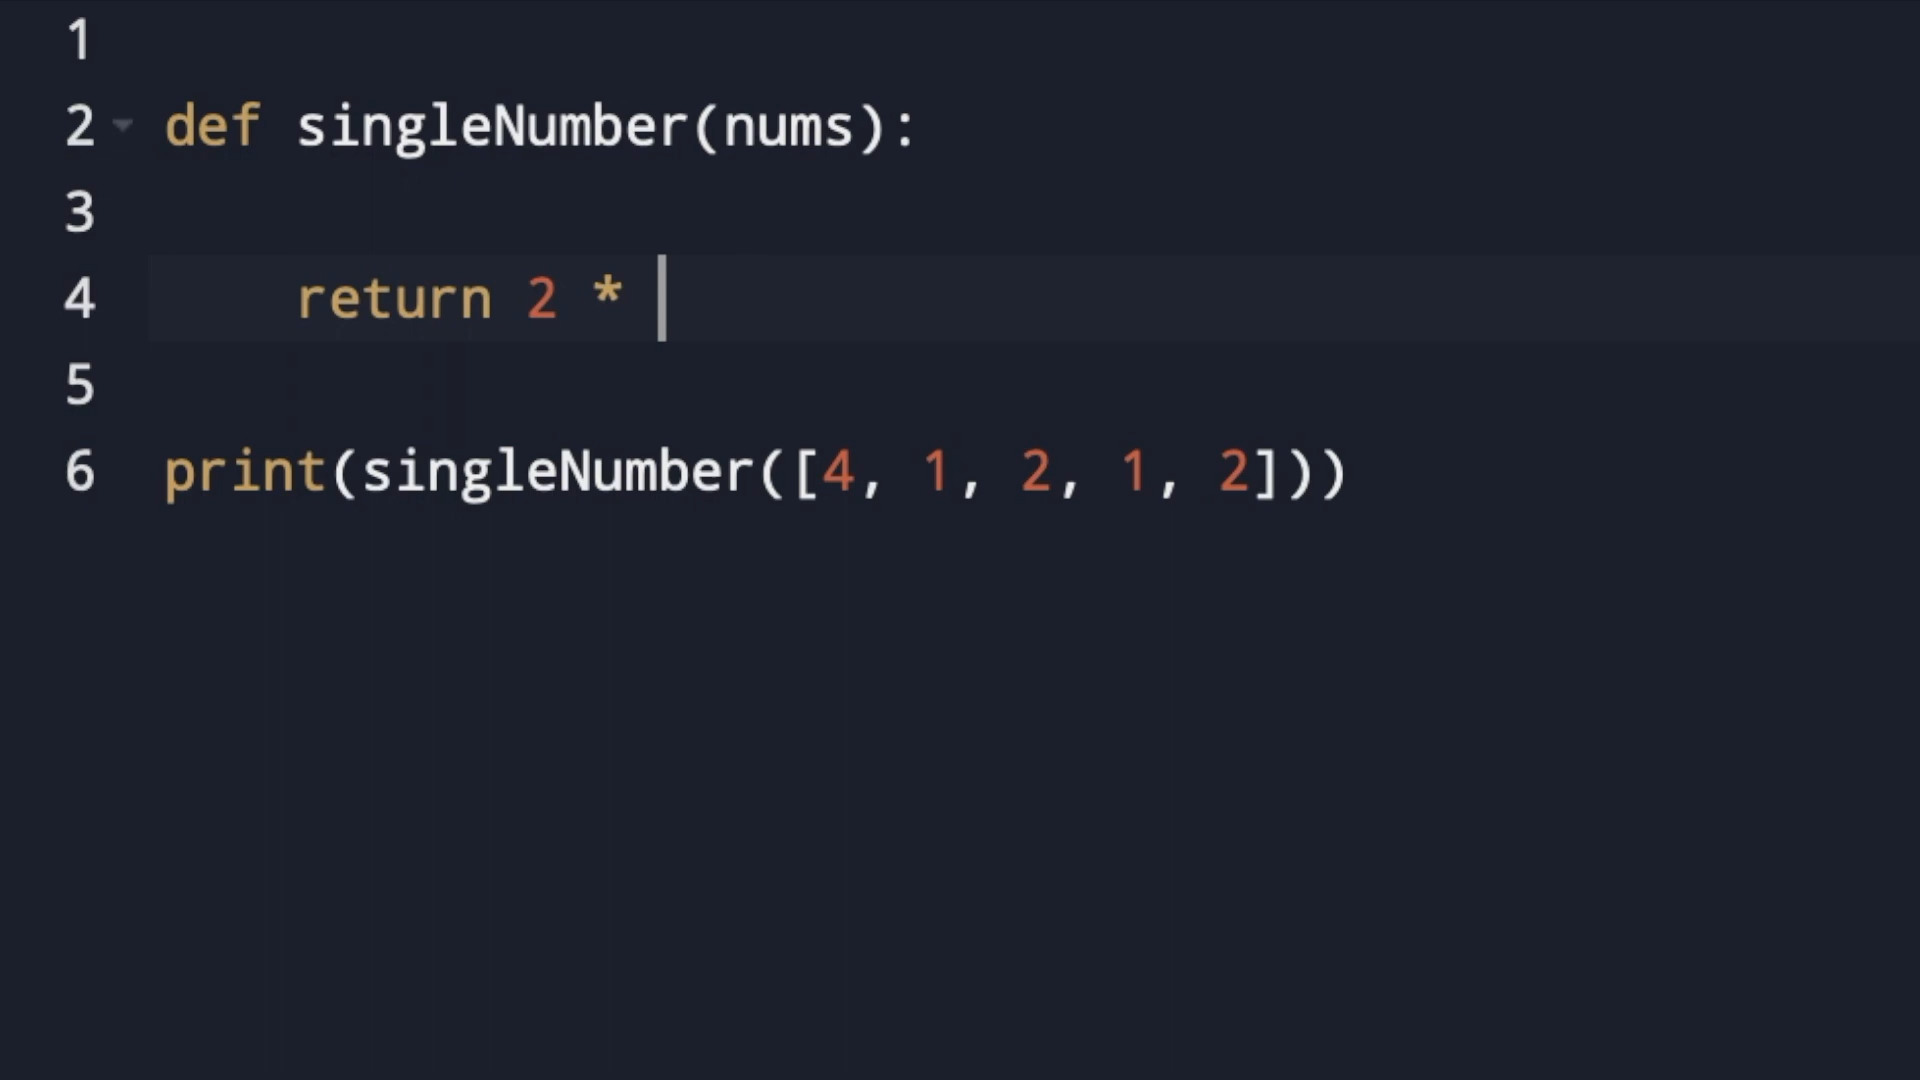 1
2 def singleNumber(nums):
3
4 return 2 *
5
6 print(singleNumber([4, 1, 2, 1, 2]))